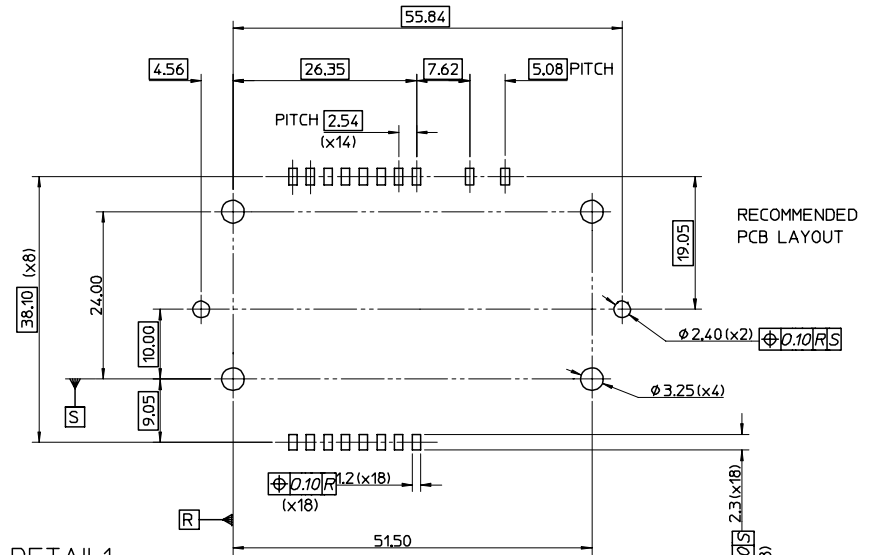 55.84
4.56
26.35
7.62
5.08 PITCH
PITCH 2.54
(x14)
RECOMMENDED
PCB LAYOUT
38.10 (x8)
24.00
19.05
10.00
⌀2.40(x2) ⌖ 0.10 R S
9.05
⌀3.25(x4)
S
⌖ 0.10 R 1.2(x18)
(x18)
2.3(x18)
R
51.50
DETAIL1